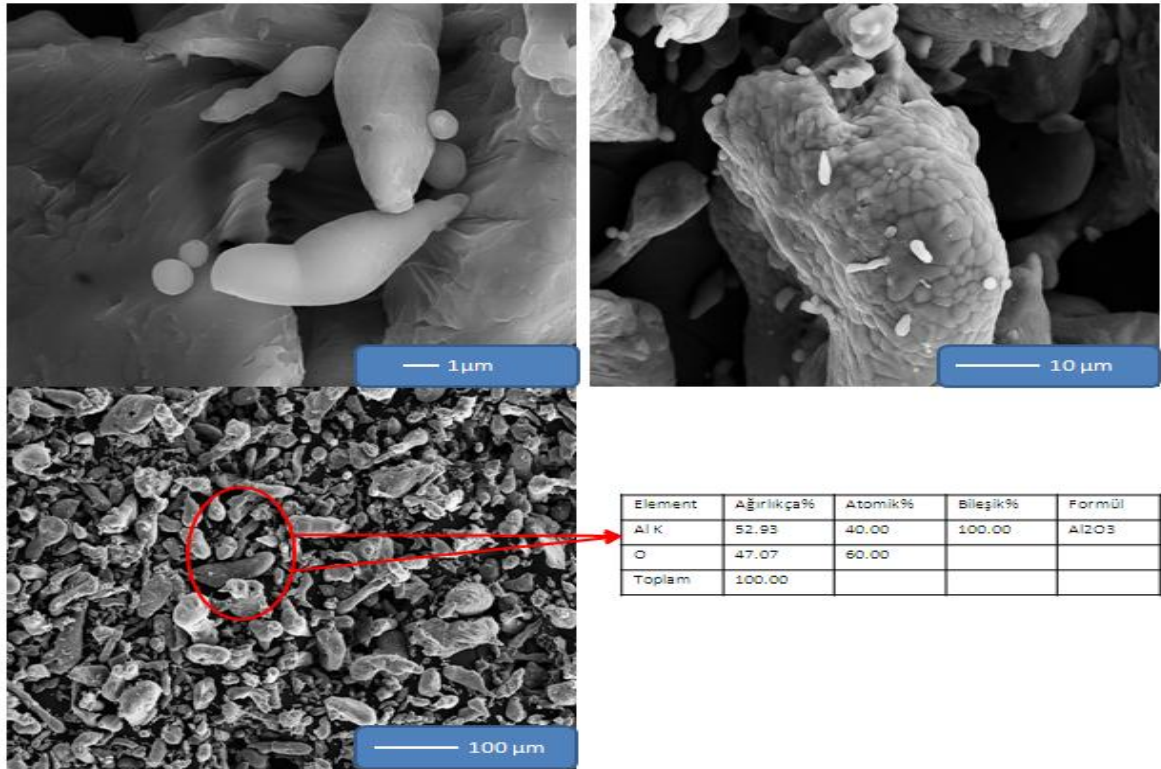 1µm
10 µm
Element Ağırlıkça% Atomik% Bileşik% Formül
Al K 52.93 40.00 100.00 Al2O3
O 47.07 60.00
Toplam 100.00
100 µm